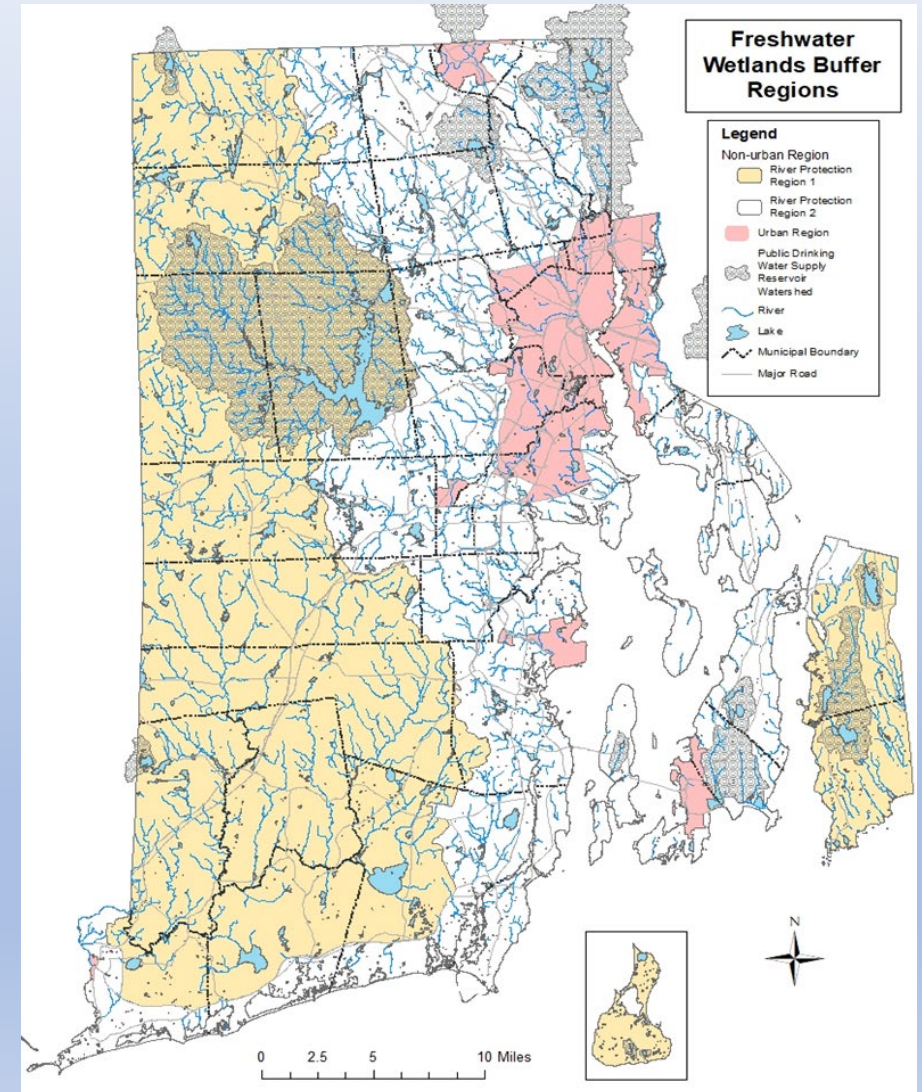 Freshwater
Wetlands Buffer
Regions
Legend
Non-urban Region
River Protection
Region 1
River Protection
Region 2
Urban Region
Public Drinking
Water Supply
Reservoir
Watershed
River
Lake
Municipal Boundary
Major Road
N
0 2.5 5 10 Miles